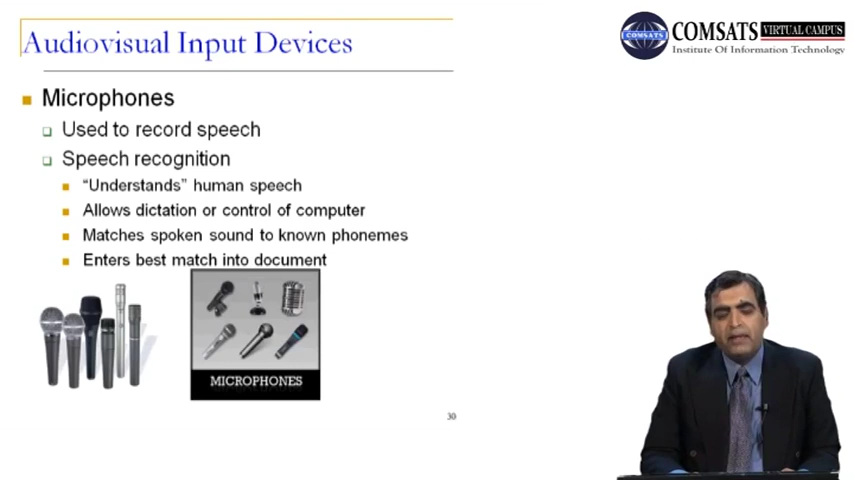 Audiovisual Input Devices
COMSATS
COMSATS VIRTUAL CAMPUS
Institute Of Information Technology
Microphones
Used to record speech
Speech recognition
“Understands” human speech
Allows dictation or control of computer
Matches spoken sound to known phonemes
Enters best match into document
MICROPHONES
30